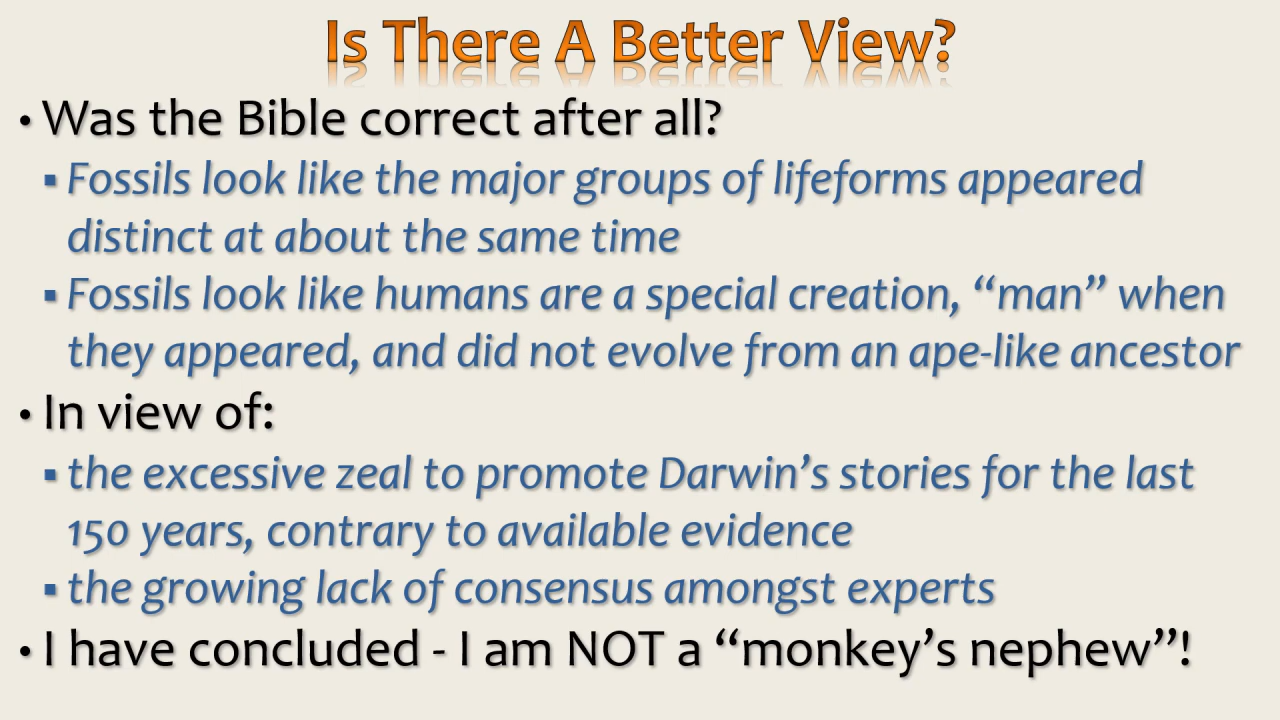 Is There A Better View?
• Was the Bible correct after all?
▪ Fossils look like the major groups of lifeforms appeared
distinct at about the same time
▪ Fossils look like humans are a special creation, “man” when
they appeared, and did not evolve from an ape-like ancestor
• In view of:
▪ the excessive zeal to promote Darwin’s stories for the last
150 years, contrary to available evidence
▪ the growing lack of consensus amongst experts
• I have concluded - I am NOT a “monkey’s nephew”!